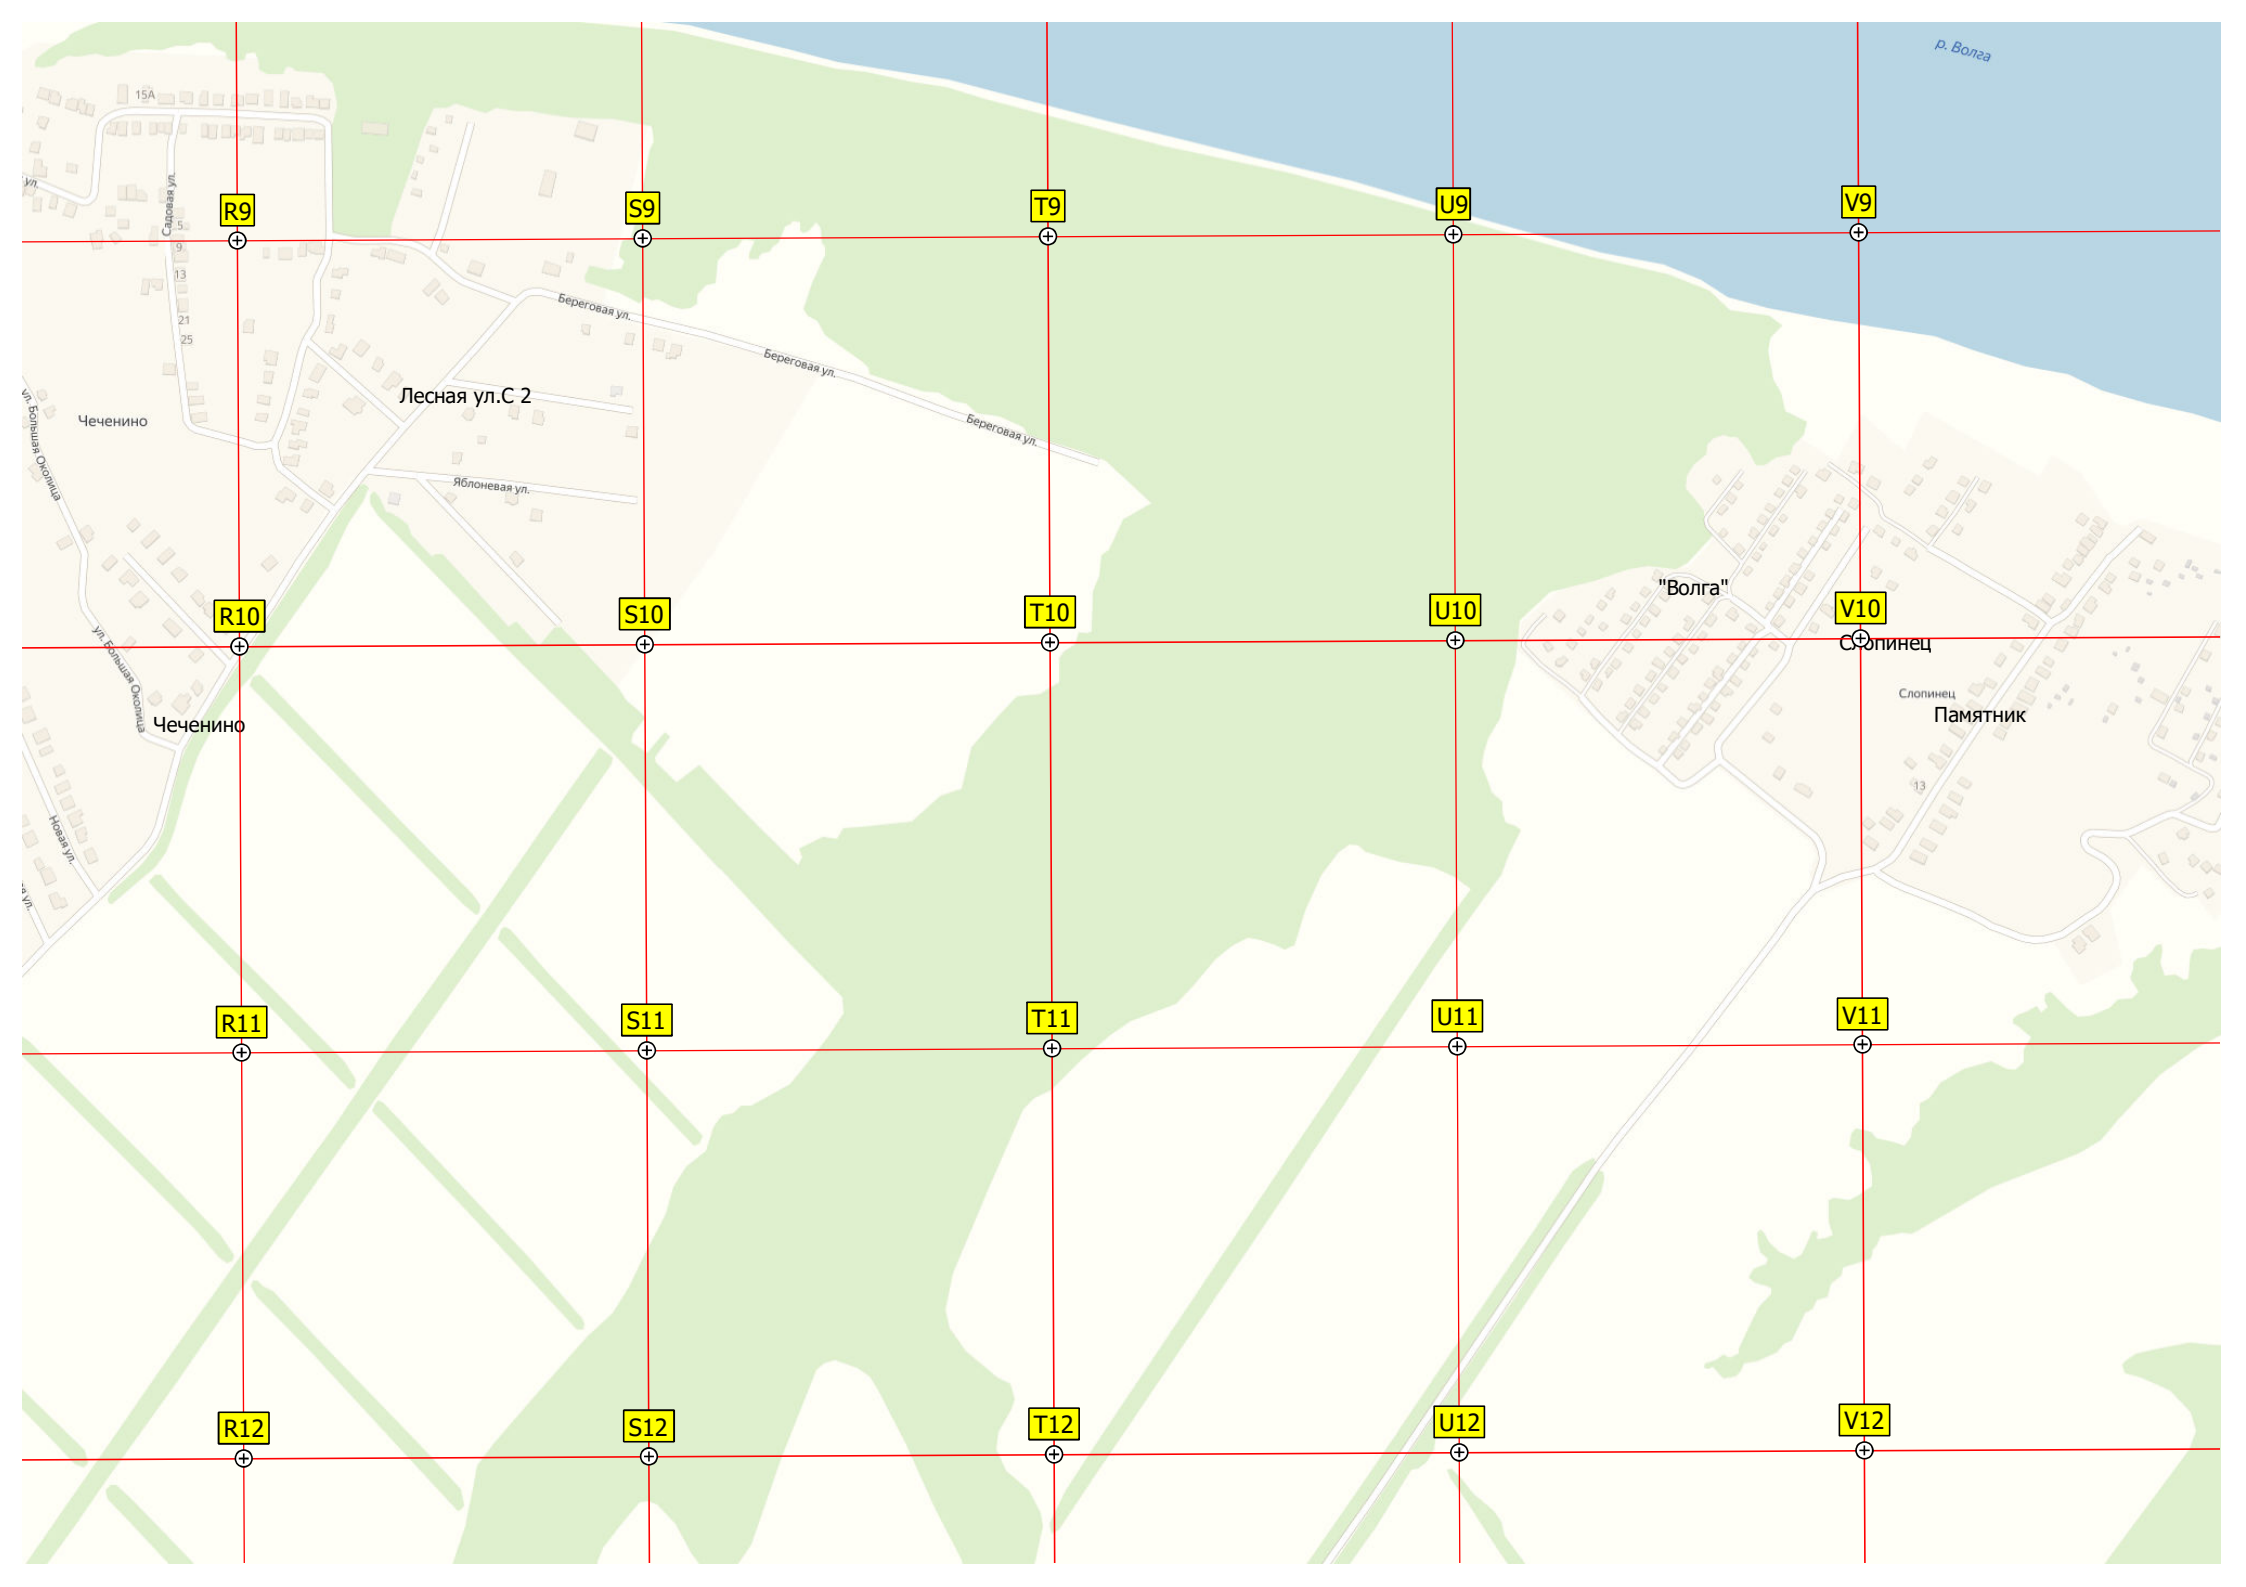 р. Волга
15А
ул.
Садовая ул.
R9
S9
T9
U9
V9
5
9
13
21
25
Береговая ул.
Береговая ул.
Береговая ул.
Лесная ул.С 2
ул. Большая Околица
Чеченино
Яблоневая ул.
"Волга"
R10
S10
T10
U10
V10
Слопинец
ул. Большая Околица
Слопинец
Памятник
Чеченино
13
Новая ул.
ул.
R11
S11
T11
U11
V11
R12
S12
T12
U12
V12